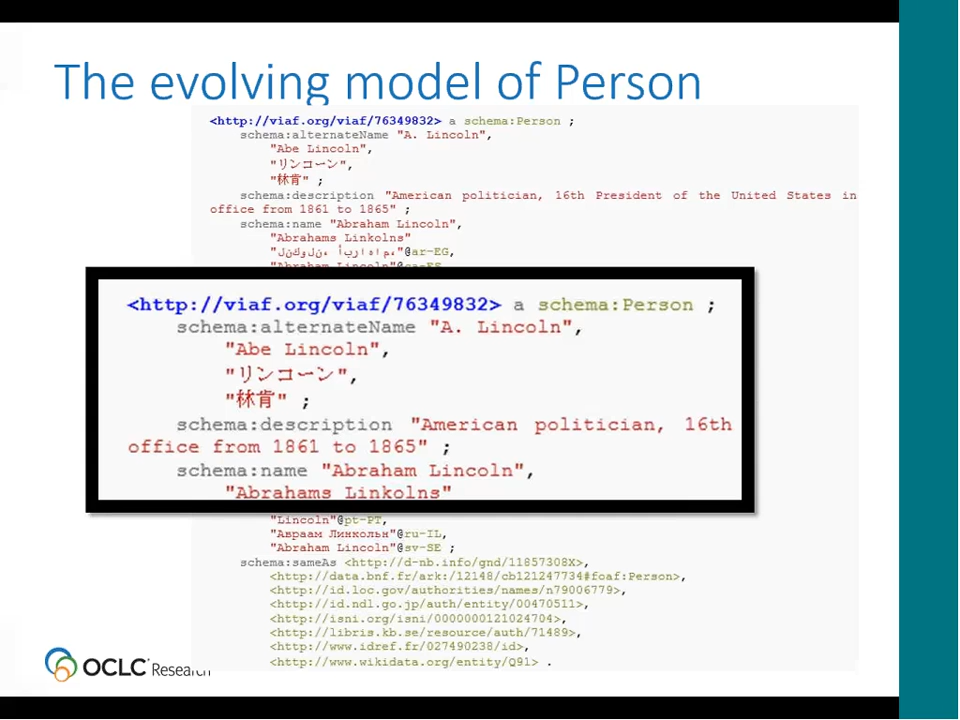 The evolving model of Person
<http://viaf.org/viaf/76349832> a schema:Person ;
schema:alternateName "A. Lincoln",
"Abe Lincoln",
"リンコーン",
"林肯" ;
schema:description "American politician, 16th President of the United States in
office from 1861 to 1865" ;
schema:name "Abraham Lincoln",
"Abrahams Linkolns"
@ar-EG,
"Abraham Lincoln"@ca-ES,
<http://viaf.org/viaf/76349832> a schema:Person ;
schema:alternateName "A. Lincoln",
"Abe Lincoln",
"リンコーン",
"林肯" ;
schema:description "American politician, 16th
office from 1861 to 1865" ;
schema:name "Abraham Lincoln",
"Abrahams Linkolns"
"Lincoln"@pt-PT,
"Авраам Линкольн"@ru-IL,
"Abraham Lincoln"@sv-SE ;
schema:sameAs <http://d-nb.info/gnd/11857308X>,
<http://data.bnf.fr/ark:/12148/cb121247734#foaf:Person>,
<http://id.loc.gov/authorities/names/n79006779>,
<http://id.ndl.go.jp/auth/entity/00470511>,
<http://isni.org/isni/0000000121024704>,
<http://libris.kb.se/resource/auth/71489>,
<http://www.idref.fr/027490238/id>,
<http://www.wikidata.org/entity/Q91> .
OCLC Research